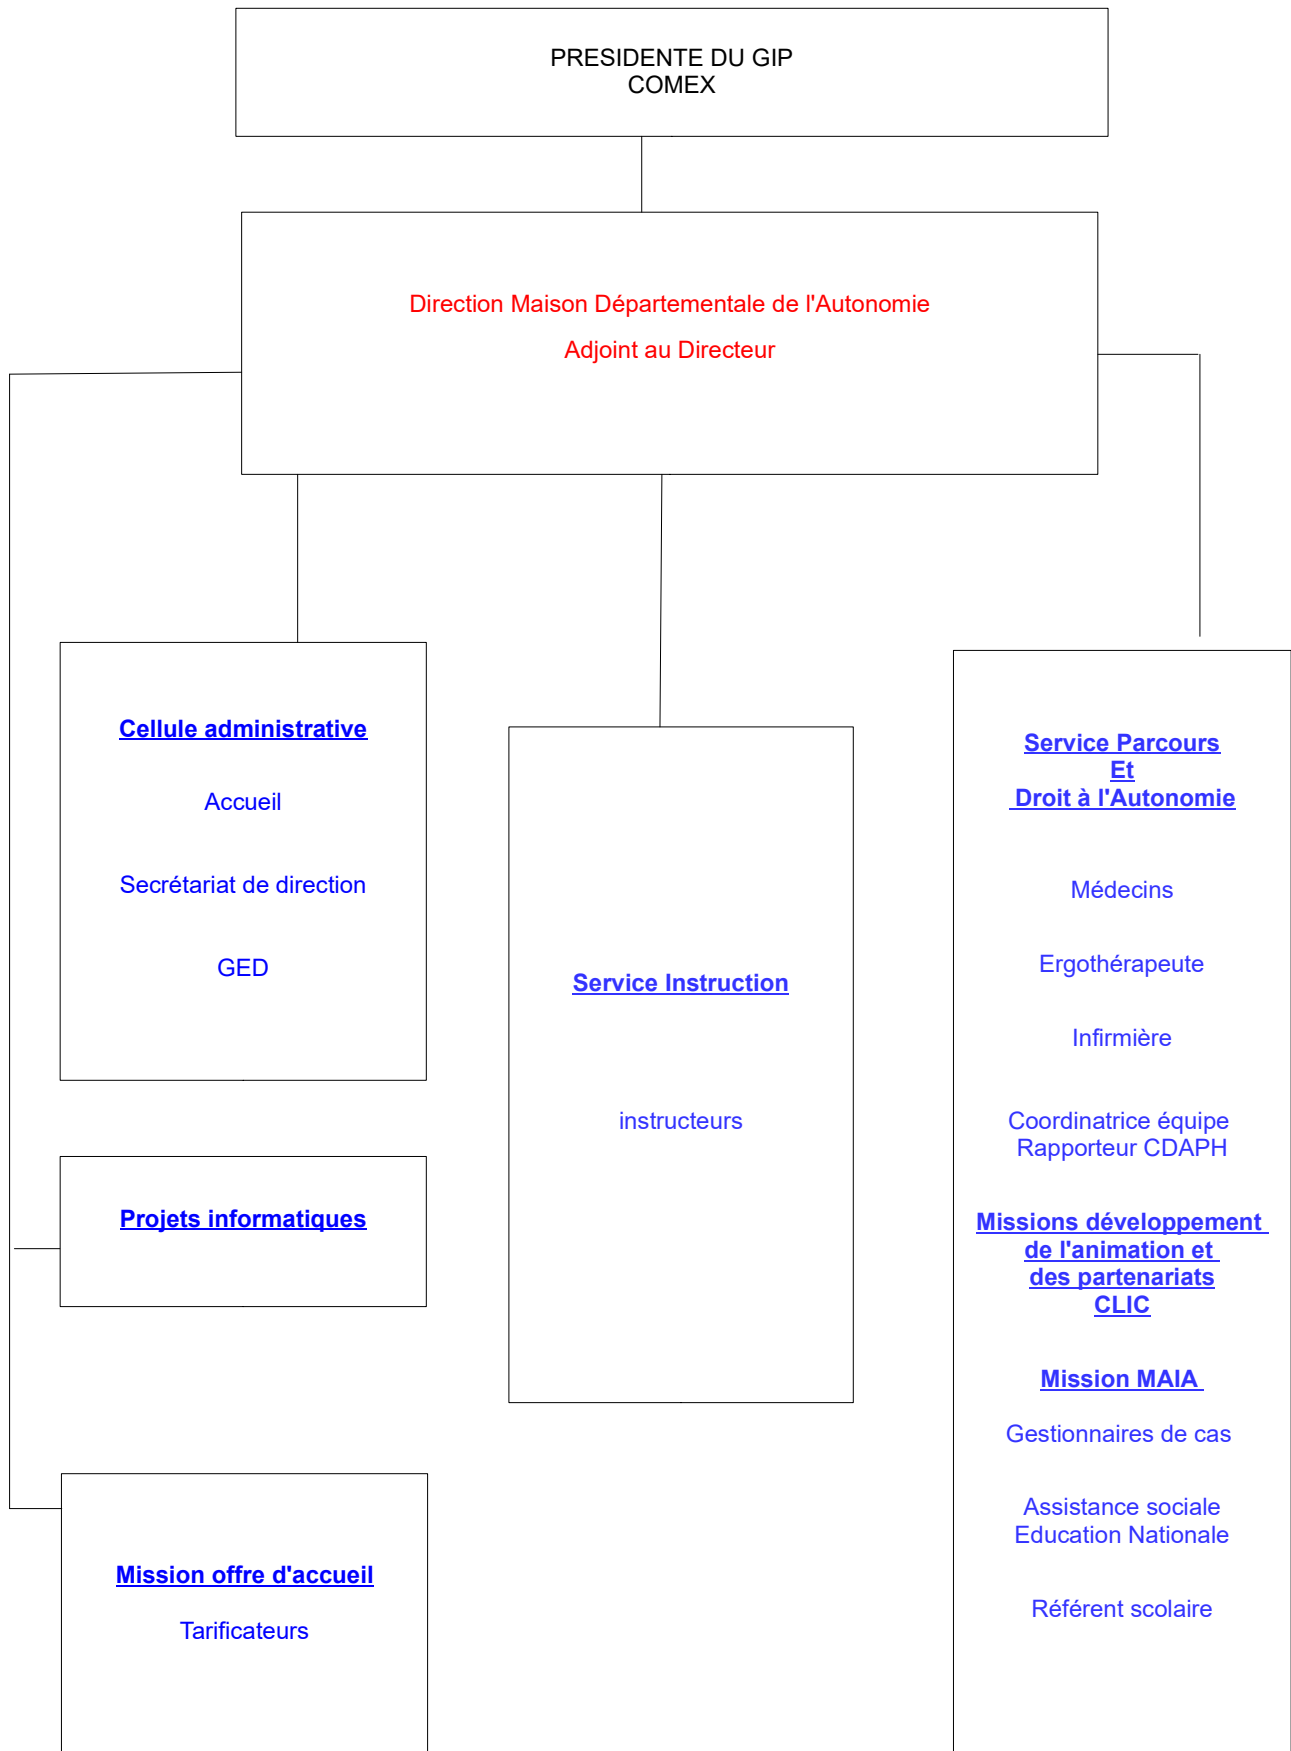 PRESIDENTE DU GIP
COMEX
Direction Maison Départementale de l'Autonomie
Adjoint au Directeur
Cellule administrative
Accueil
Secrétariat de direction
GED
Projets informatiques
Mission offre d'accueil
Tarificateurs
Service Instruction
instructeurs
Service Parcours
Et
Droit à l'Autonomie
Médecins
Ergothérapeute
Infirmière
Coordinatrice équipe
Rapporteur CDAPH
Missions développement
de l'animation et
des partenariats
CLIC
Mission MAIA
Gestionnaires de cas
Assistance sociale
Education Nationale
Référent scolaire